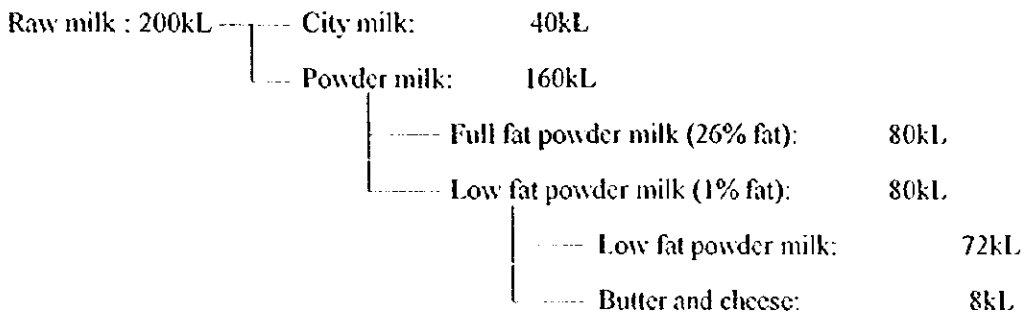 Raw milk : 200kL City milk: 40kL
Powder milk: 160kL
Full fat powder milk (26% fat): 80kL
Low fat powder milk (1% fat): 80kL
Low fat powder milk: 72kL
Butter and cheese: 8kL